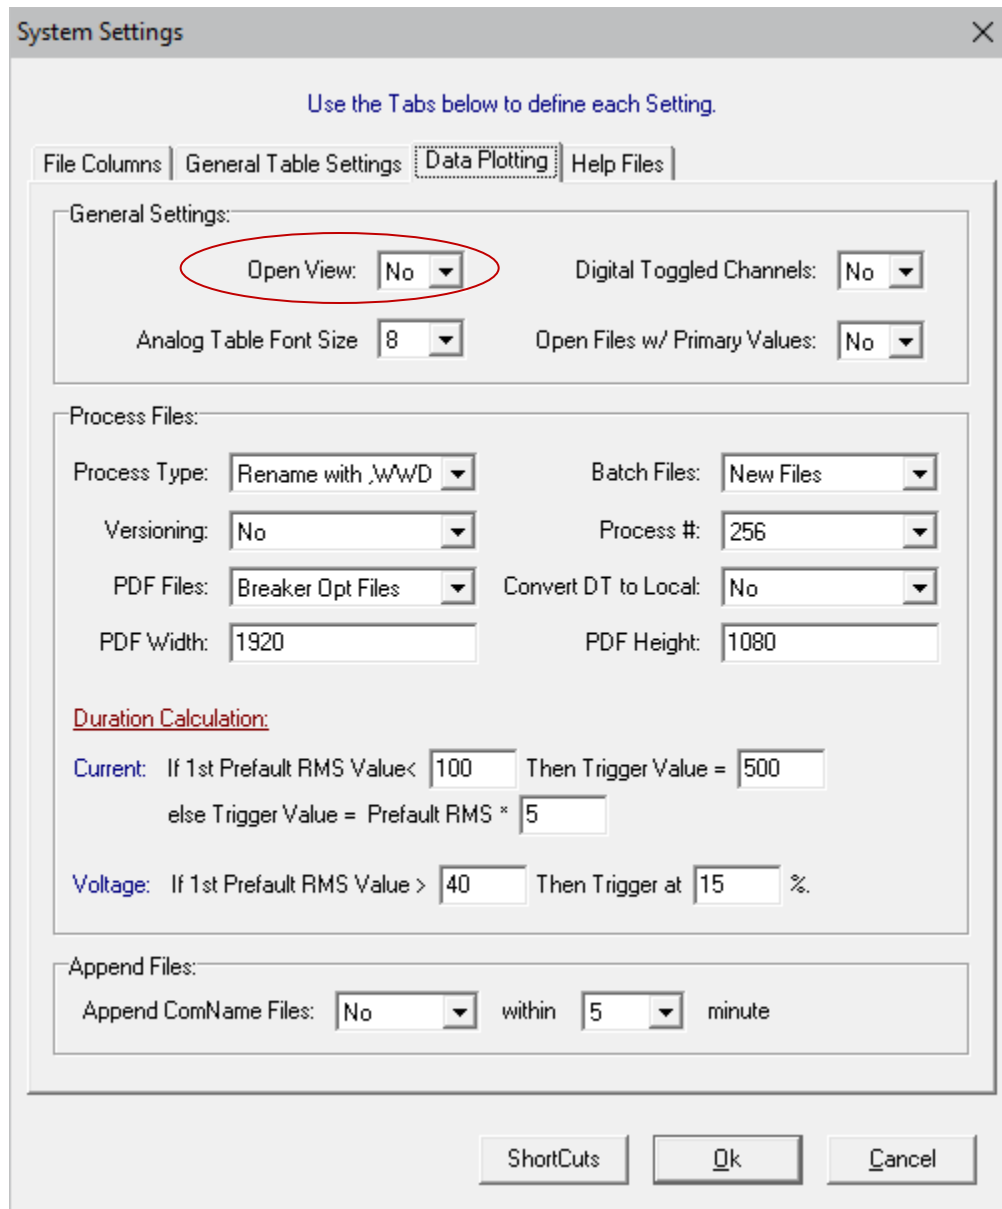 System Settings
Use the Tabs below to define each Setting.
File Columns General Table Settings Data Plotting Help Files
General Settings:
Open View: No Digital Toggled Channels: No
Analog Table Font Size 8 Open Files w/ Primary Values: No
Process Files:
Process Type: Rename with ,WWD Batch Files: New Files
Versioning: No Process #: 256
PDF Files: Breaker Opt Files Convert DT to Local: No
PDF Width: 1920 PDF Height: 1080
Duration Calculation:
Current: If 1st Prefault RMS Value< 100 Then Trigger Value = 500
else Trigger Value = Prefault RMS * 5
Voltage: If 1st Prefault RMS Value > 40 Then Trigger at 15 %.
Append Files:
Append ComName Files: No within 5 minute
ShortCuts Ok Cancel